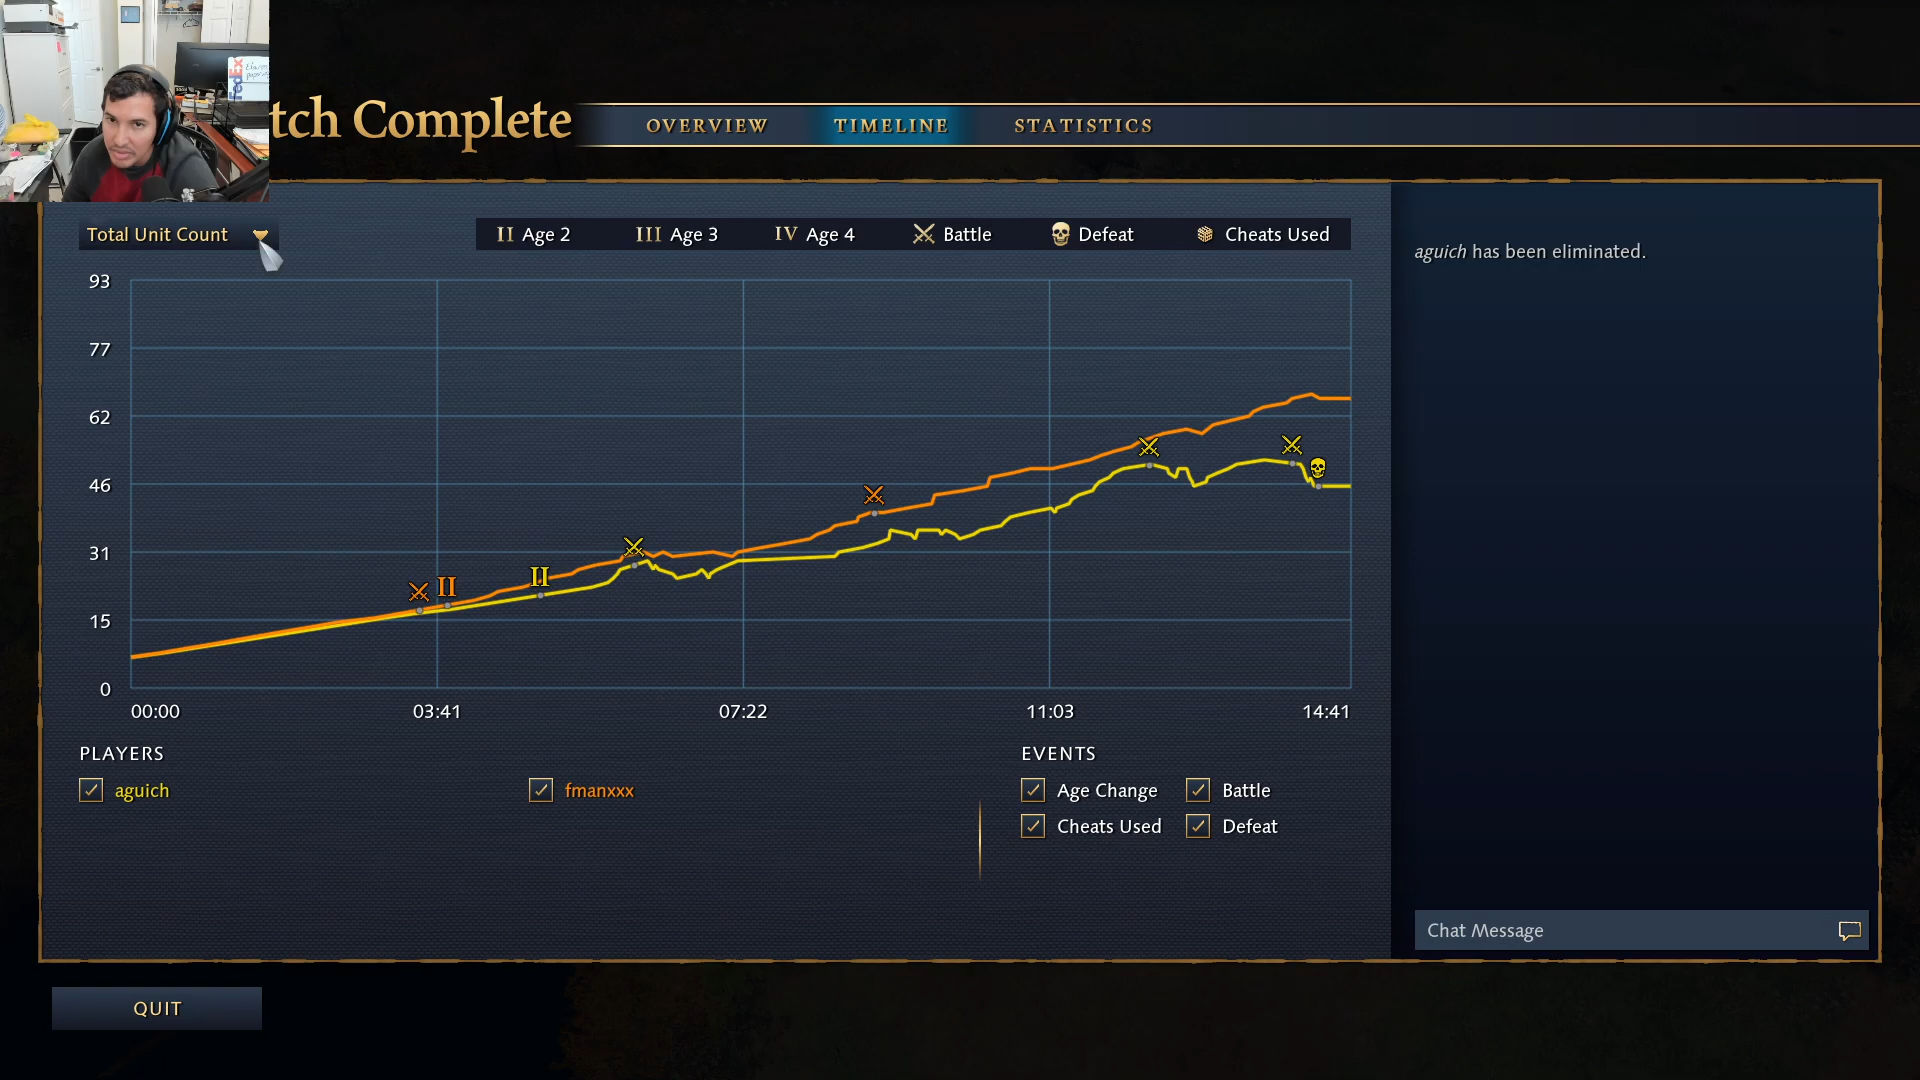 FedEx
tch Complete
OVERVIEW
TIMELINE
STATISTICS
Total Unit Count
II Age 2
III Age 3
IV Age 4
Battle
Defeat
Cheats Used
aguich has been eliminated.
93
77
62
46
31
15
0
II
II
00:00
03:41
07:22
11:03
14:41
PLAYERS
aguich
fmanxxx
EVENTS
Age Change
Battle
Cheats Used
Defeat
Chat Message
QUIT